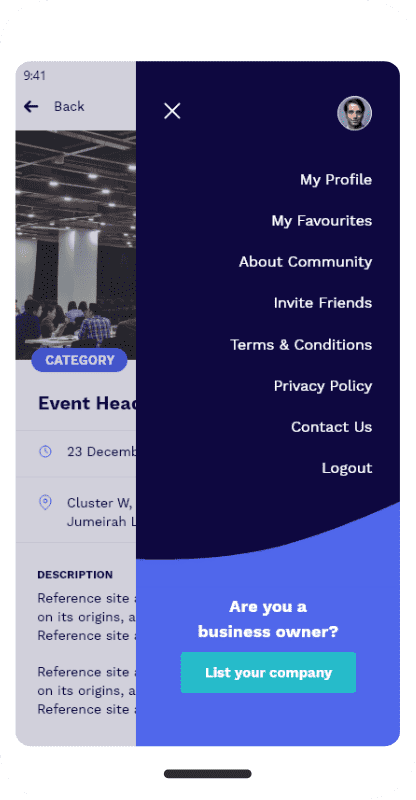 9:41
Back
CATEGORY
Event Head
23 Decemb
Cluster W,
Jumeirah L
DESCRIPTION
Reference site a
on its origins, a
Reference site a
Reference site a
on its origins, a
Reference site a
My Profile
My Favourites
About Community
Invite Friends
Terms & Conditions
Privacy Policy
Contact Us
Logout
Are you a
business owner?
List your company